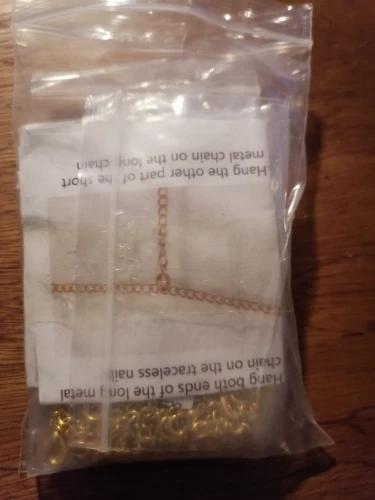 Hang both ends of the long metal
chain on the traceless nail
Hang the other part of the short
metal chain on the long chain